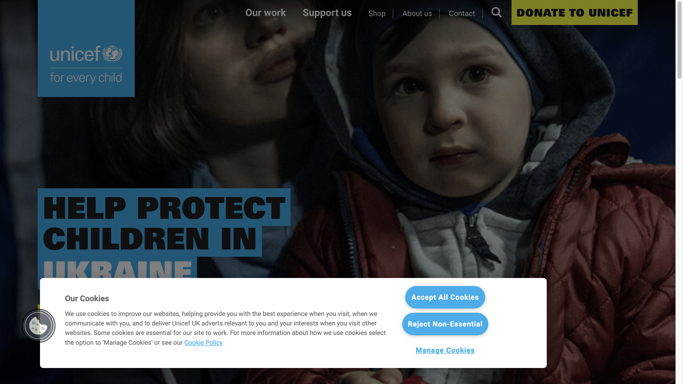 Our work
Support us
Shop
About us
Contact
DONATE TO UNICEF
unicef
for every child
HELP PROTECT
CHILDREN IN
UKRAINE
Our Cookies
We use cookies to improve our websites, helping provide you with the best experience when you visit, when we
communicate with you, and to deliver Unicef UK adverts relevant to you and your interests when you visit other
websites. Some cookies are essential for our site to work. For more information about how we use cookies select
the option to ‘Manage Cookies’ or see our Cookie Policy
Accept All Cookies
Reject Non-Essential
Manage Cookies